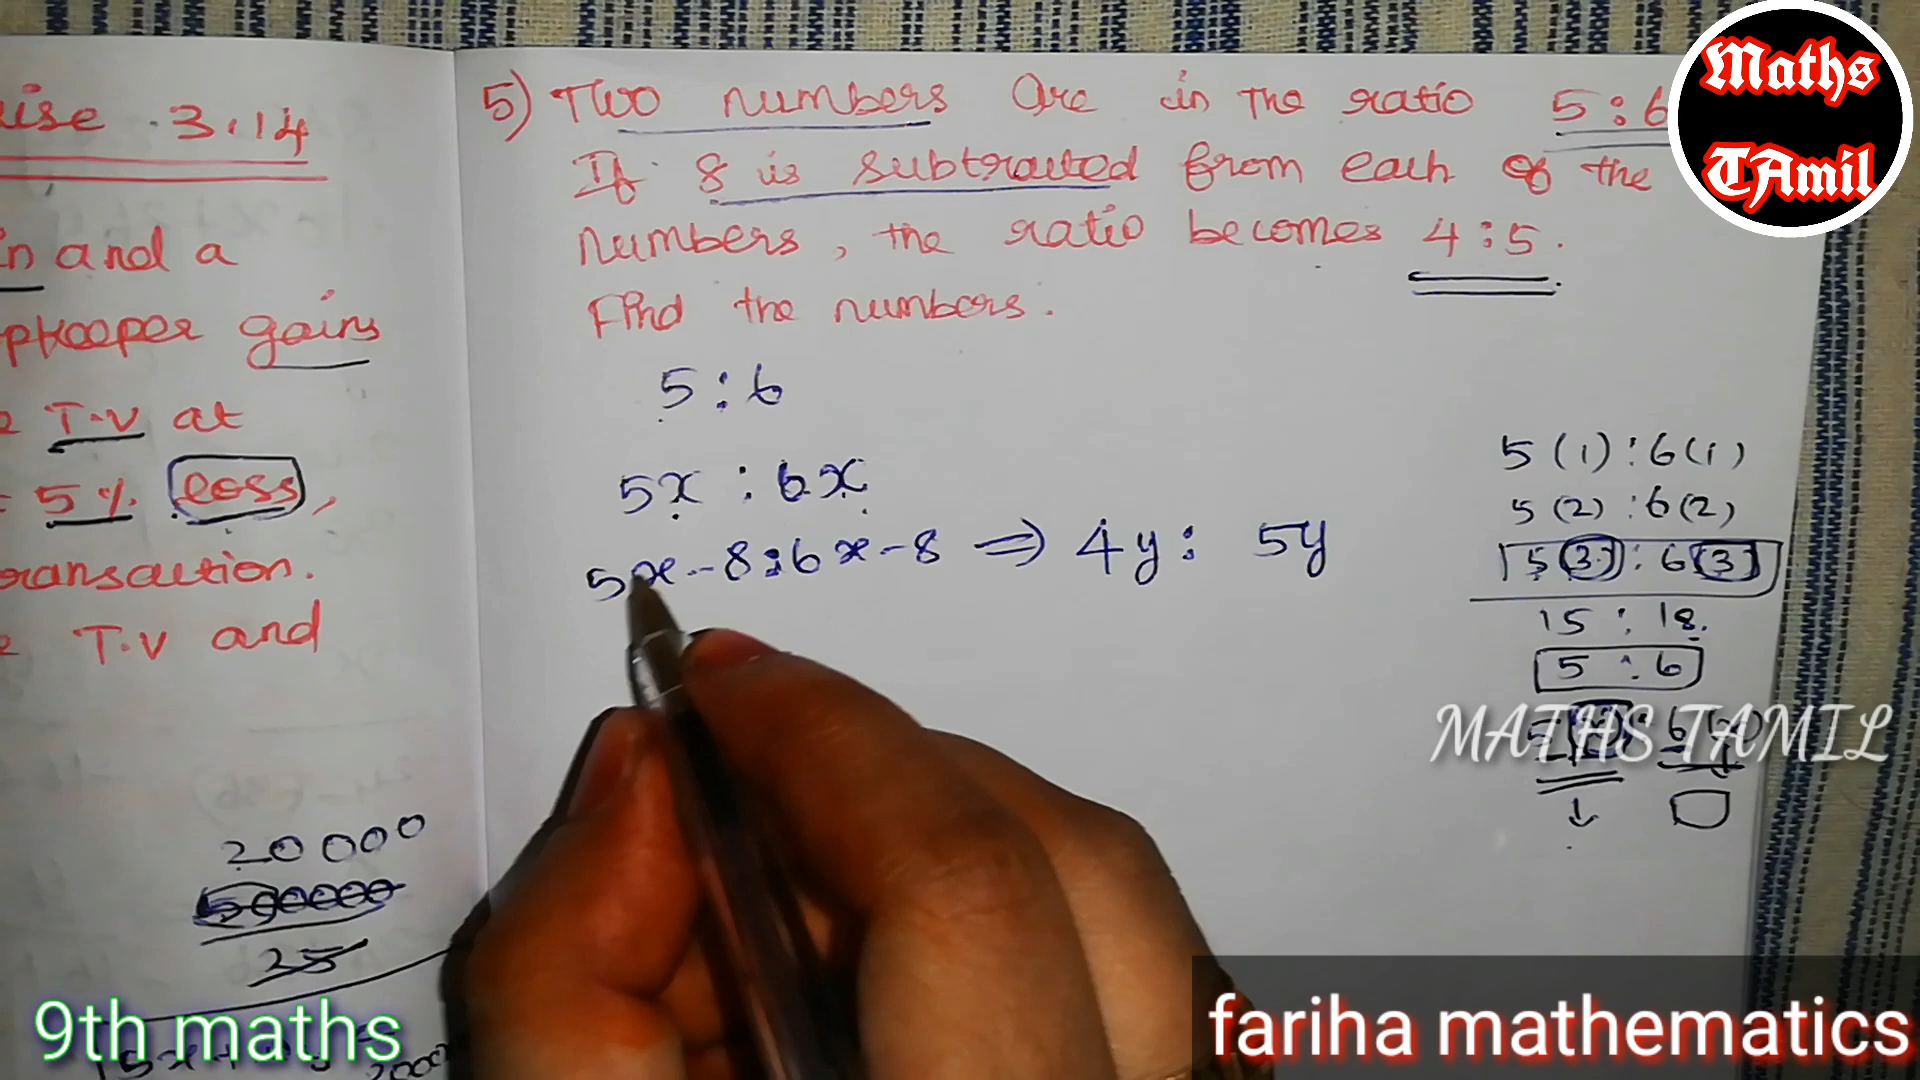 ise 3.14
n and a
pkeeper gains
T.V at
= 5 %. loss,
ransaction.
T.V and
20000
25
5) Two numbers are in the ratio 5:6
If 8 is subtracted from each of the
numbers, the ratio becomes 4:5.
Find the numbers.
5:6
5x : 6x
5x-8:6x-8 ⇒ 4y: 5y
5(1):6(1)
5(2):6(2)
5(3):6(3)
15:18.
5:6
Maths
TAmil
MATHS TAMIL
9th maths
fariha mathematics